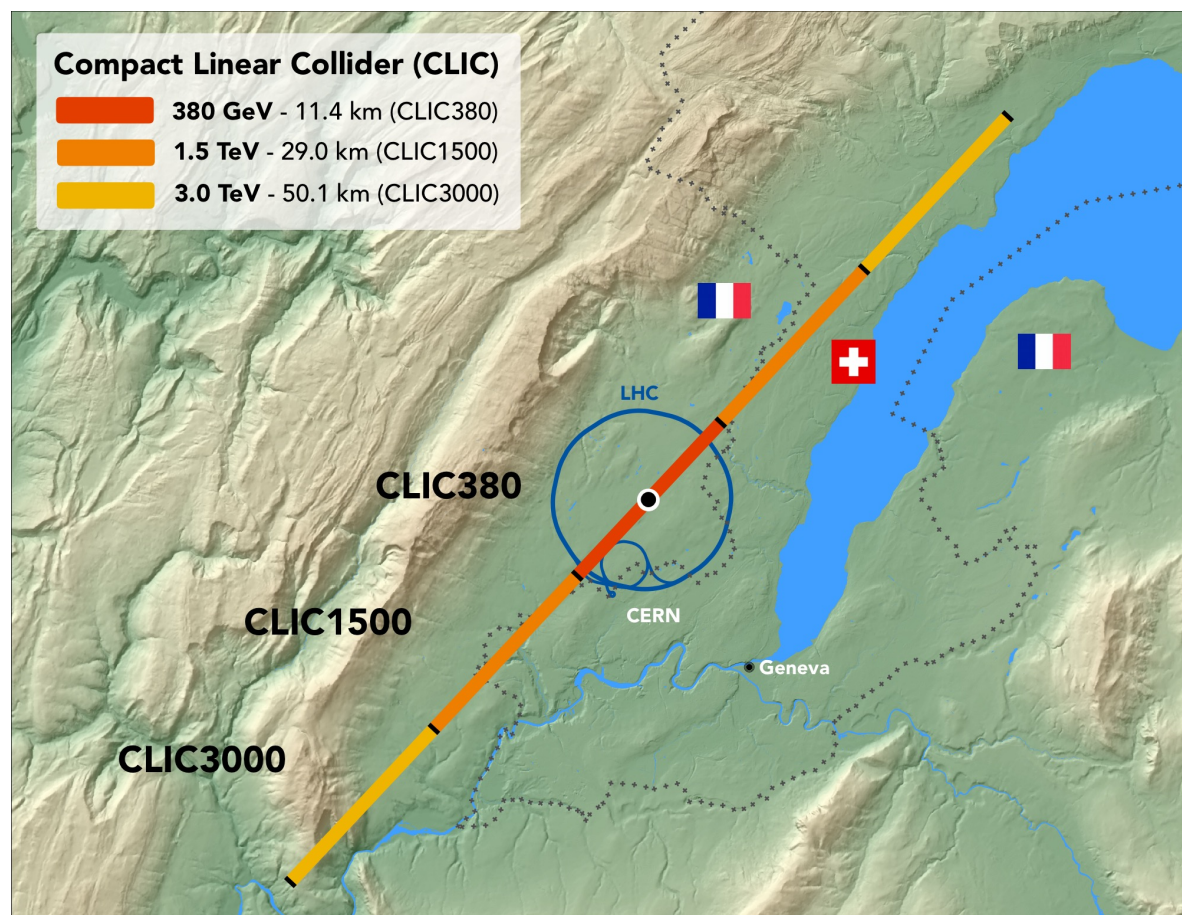 Compact Linear Collider (CLIC)
380 GeV - 11.4 km (CLIC380)
1.5 TeV - 29.0 km (CLIC1500)
3.0 TeV - 50.1 km (CLIC3000)
LHC
CLIC380
CERN
CLIC1500
Geneva
CLIC3000